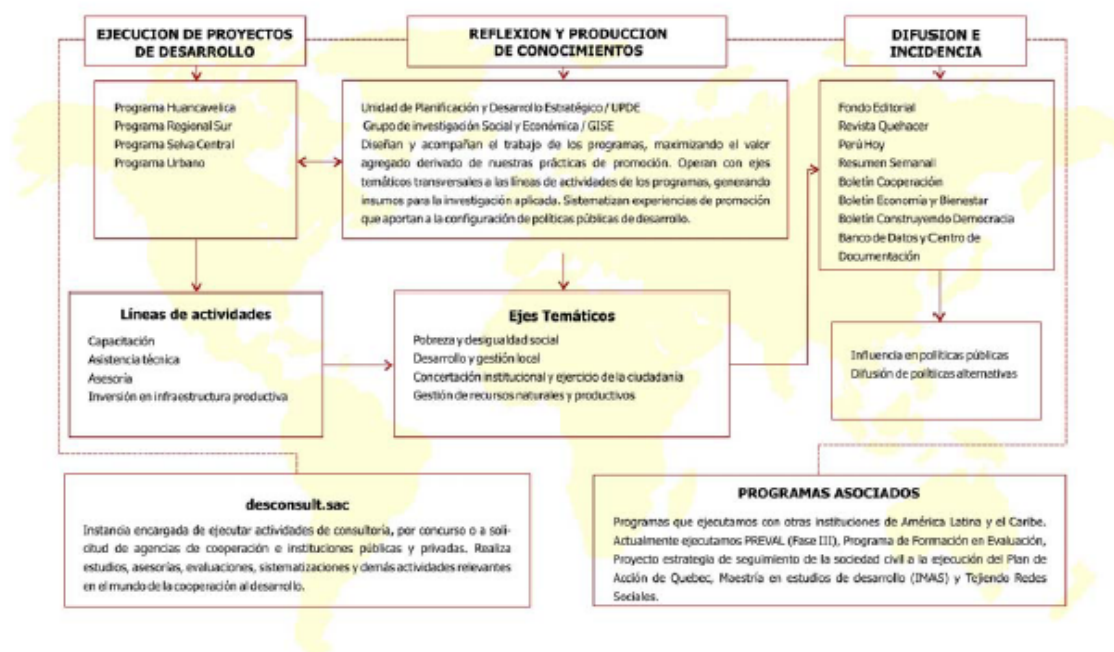 EJECUCION DE PROYECTOS
DE DESARROLLO
REFLEXION Y PRODUCCION
DE CONOCIMIENTOS
DIFUSION E
INCIDENCIA
Programa Huancavelica
Programa Regional Sur
Programa Selva Central
Programa Urbano
Unidad de Planificación y Desarrollo Estratégico / UPDE
Grupo de investigación Social y Económica / GISE
Diseñan y acompañan el trabajo de los programas, maximizando el valor
agregado derivado de nuestras prácticas de promoción. Operan con ejes
temáticos transversales a las líneas de actividades de los programas, generando
insumos para la investigación aplicada. Sistematizan experiencias de promoción
que aportan a la configuración de políticas públicas de desarrollo.
Fondo Editorial
Revista Quehacer
Perú Hoy
Resumen Semanal
Boletín Cooperación
Boletín Economía y Bienestar
Boletín Construyendo Democracia
Banco de Datos y Centro de
Documentación
Líneas de actividades
Capacitación
Asistencia técnica
Asesoría
Inversión en infraestructura productiva
Ejes Temáticos
Pobreza y desigualdad social
Desarrollo y gestión local
Concertación institucional y ejercicio de la ciudadanía
Gestión de recursos naturales y productivos
Influencia en políticas públicas
Difusión de políticas alternativas
desconsult.sac
Instancia encargada de ejecutar actividades de consultoría, por concurso o a soli-
citud de agencias de cooperación e instituciones públicas y privadas. Realiza
estudios, asesorías, evaluaciones, sistematizaciones y demás actividades relevantes
en el mundo de la cooperación al desarrollo.
PROGRAMAS ASOCIADOS
Programas que ejecutamos con otras instituciones de América Latina y el Caribe.
Actualmente ejecutamos PREVAL (Fase III), Programa de Formación en Evaluación,
Proyecto estrategia de seguimiento de la sociedad civil a la ejecución del Plan de
Acción de Quebec, Maestría en estudios de desarrollo (IMAS) y Tejiendo Redes
Sociales.